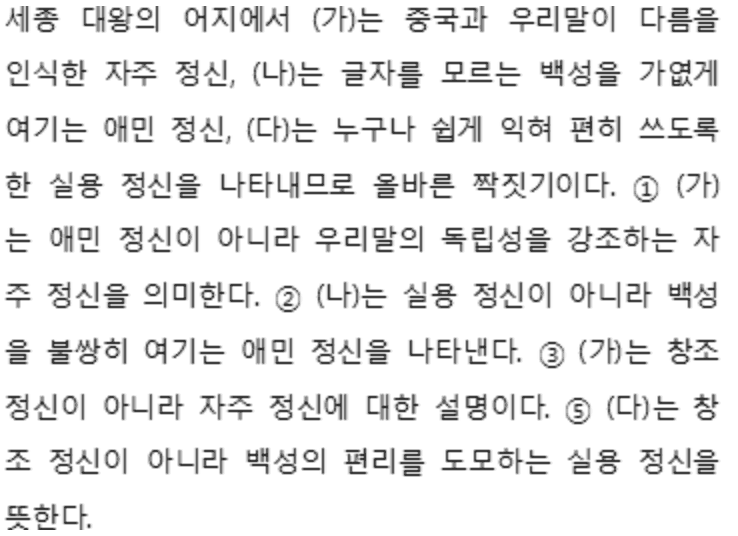 세종 대왕의 어지에서 (가)는 중국과 우리말이 다름을
인식한 자주 정신, (나)는 글자를 모르는 백성을 가엾게
여기는 애민 정신, (다)는 누구나 쉽게 익혀 편히 쓰도록
한 실용 정신을 나타내므로 올바른 짝짓기이다. ① (가)
는 애민 정신이 아니라 우리말의 독립성을 강조하는 자
주 정신을 의미한다. ② (나)는 실용 정신이 아니라 백성
을 불쌍히 여기는 애민 정신을 나타낸다. ③ (가)는 창조
정신이 아니라 자주 정신에 대한 설명이다. ⑤ (다)는 창
조 정신이 아니라 백성의 편리를 도모하는 실용 정신을
뜻한다.